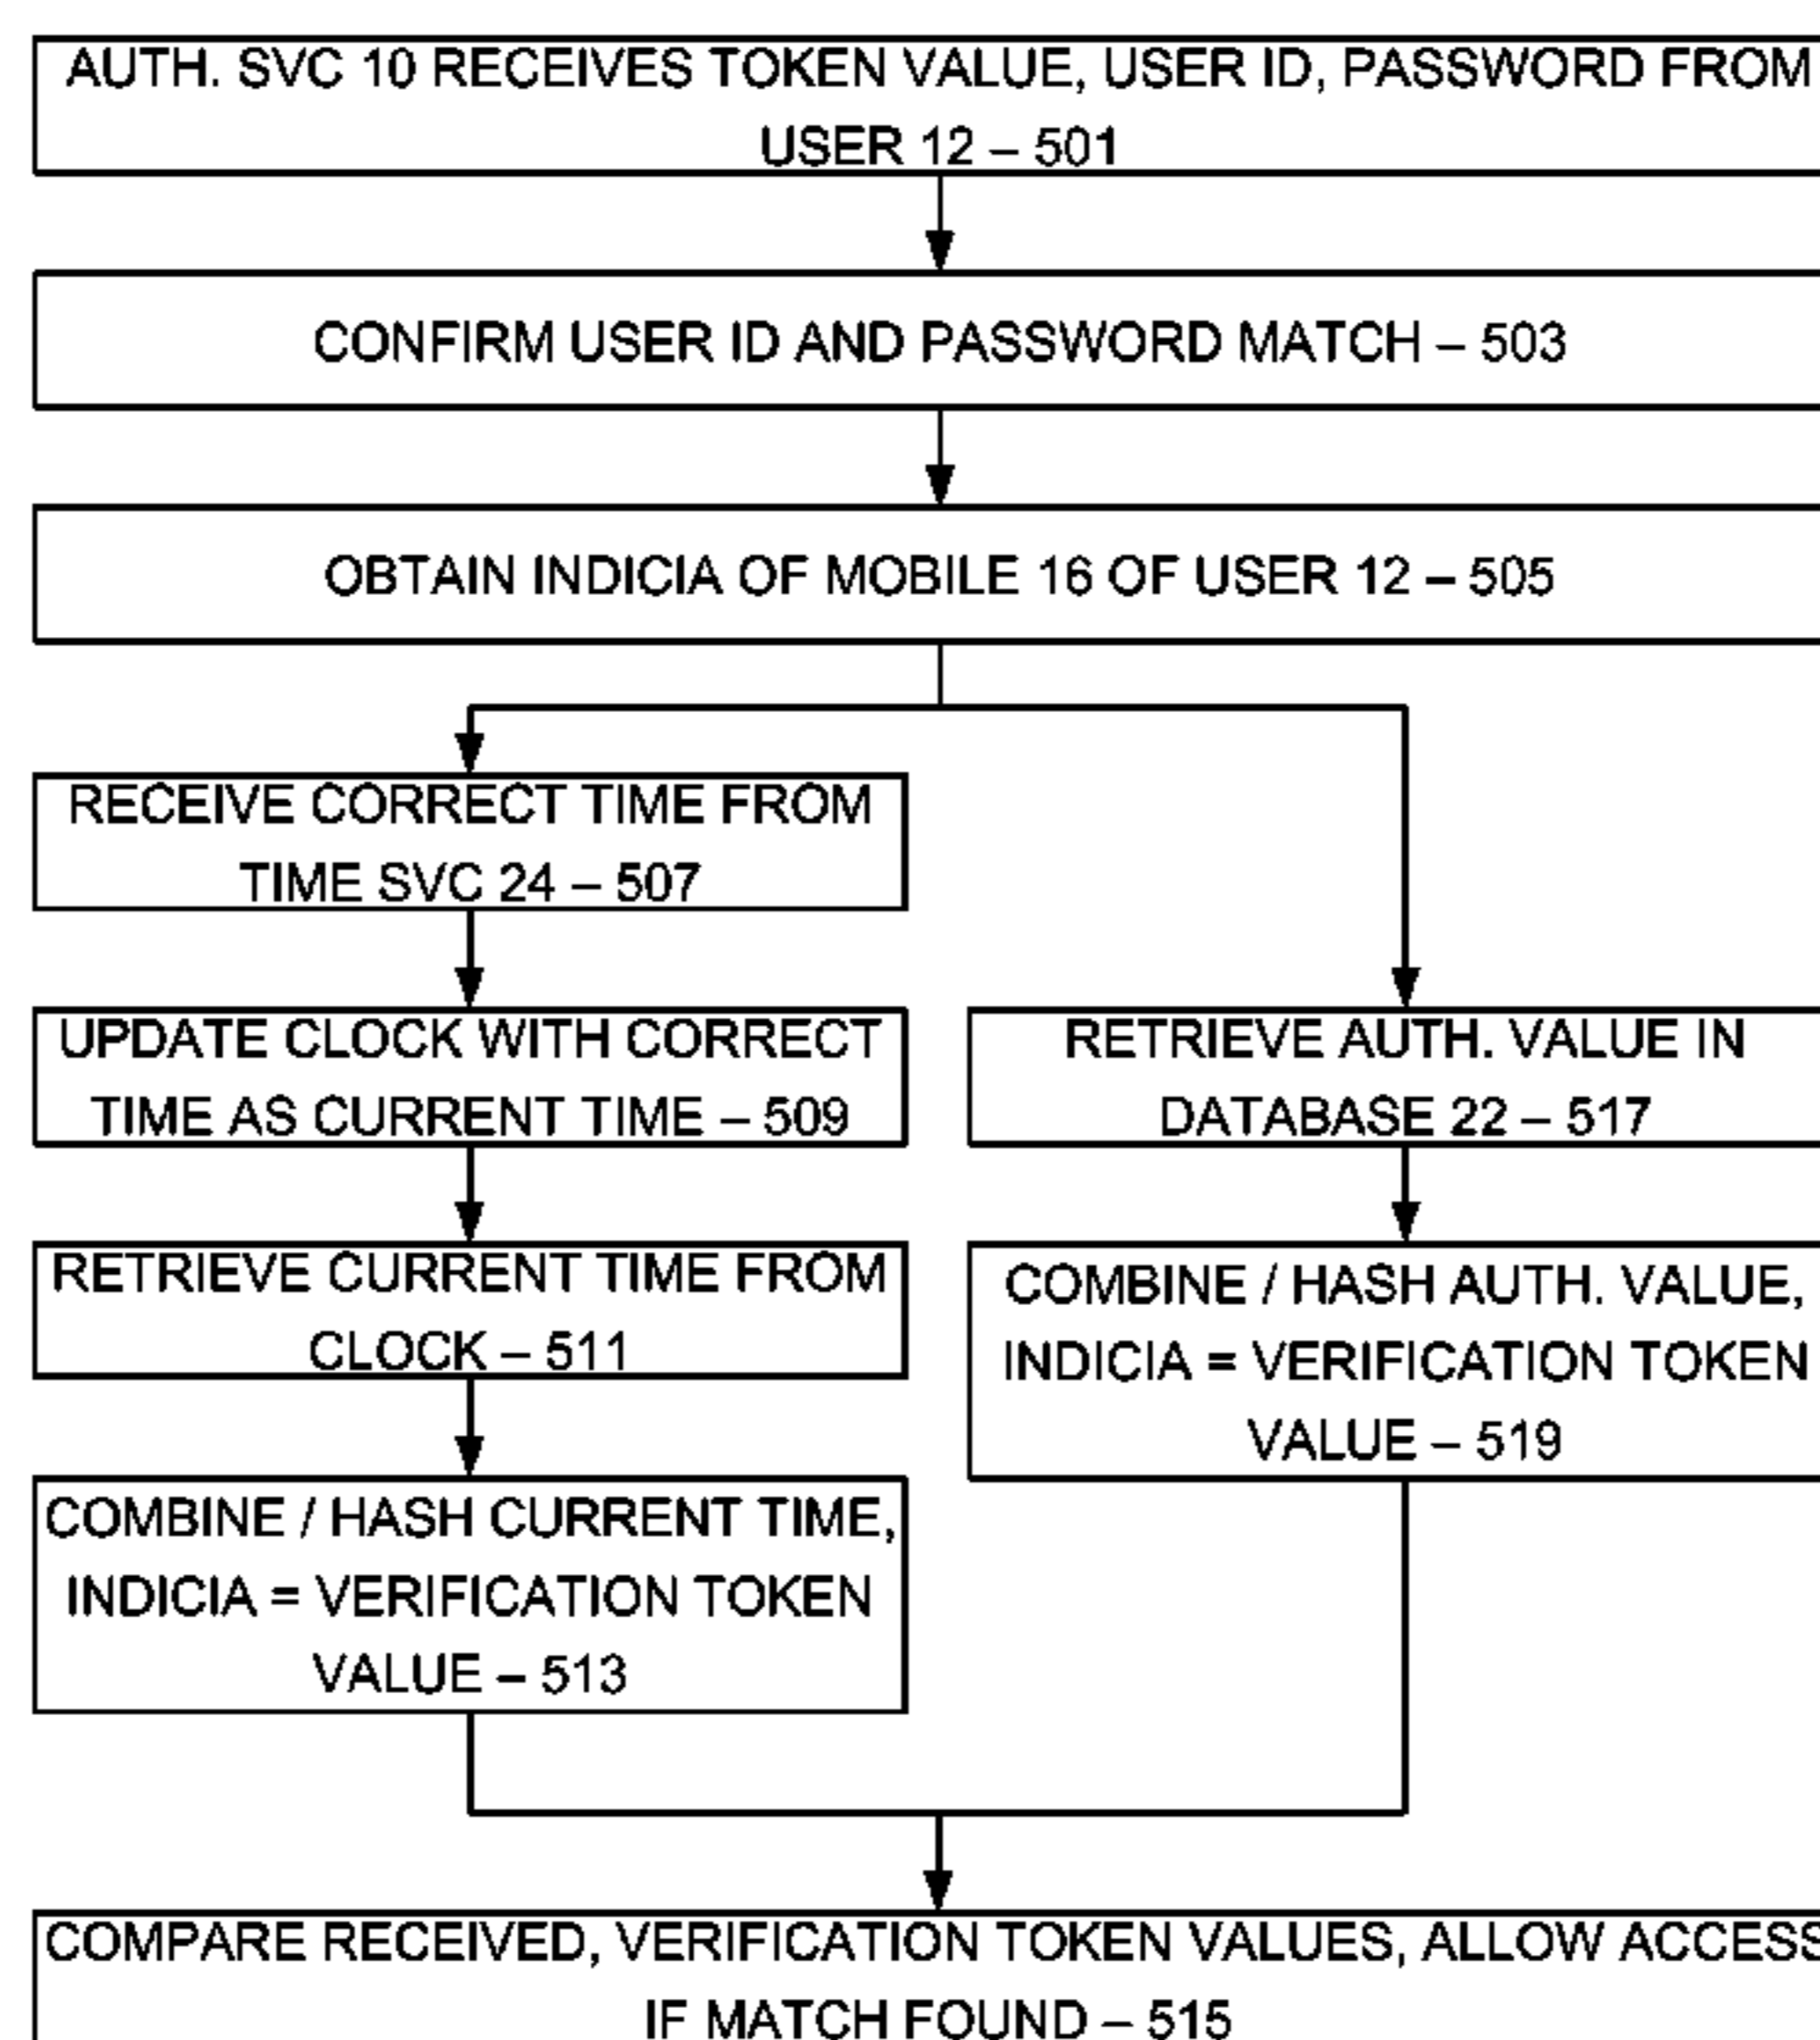 AUTH. SVC 10 RECEIVES TOKEN VALUE, USER ID, PASSWORD FROM
USER 12 – 501
CONFIRM USER ID AND PASSWORD MATCH – 503
OBTAIN INDICIA OF MOBILE 16 OF USER 12 – 505
RECEIVE CORRECT TIME FROM
TIME SVC 24 – 507
UPDATE CLOCK WITH CORRECT
TIME AS CURRENT TIME – 509
RETRIEVE CURRENT TIME FROM
CLOCK – 511
COMBINE / HASH CURRENT TIME,
INDICIA = VERIFICATION TOKEN
VALUE – 513
RETRIEVE AUTH. VALUE IN
DATABASE 22 – 517
COMBINE / HASH AUTH. VALUE,
INDICIA = VERIFICATION TOKEN
VALUE – 519
COMPARE RECEIVED, VERIFICATION TOKEN VALUES, ALLOW ACCESS
IF MATCH FOUND – 515